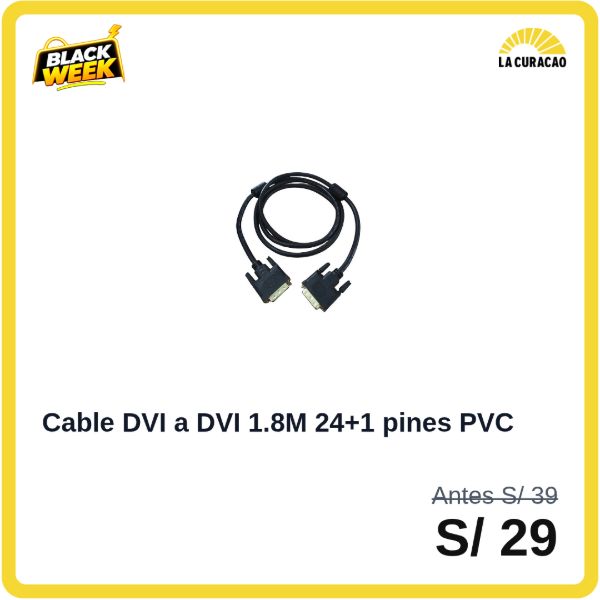 BLACK
WEEK
LA CURACAO
Cable DVI a DVI 1.8M 24+1 pines PVC
Antes S/ 39
S/ 29